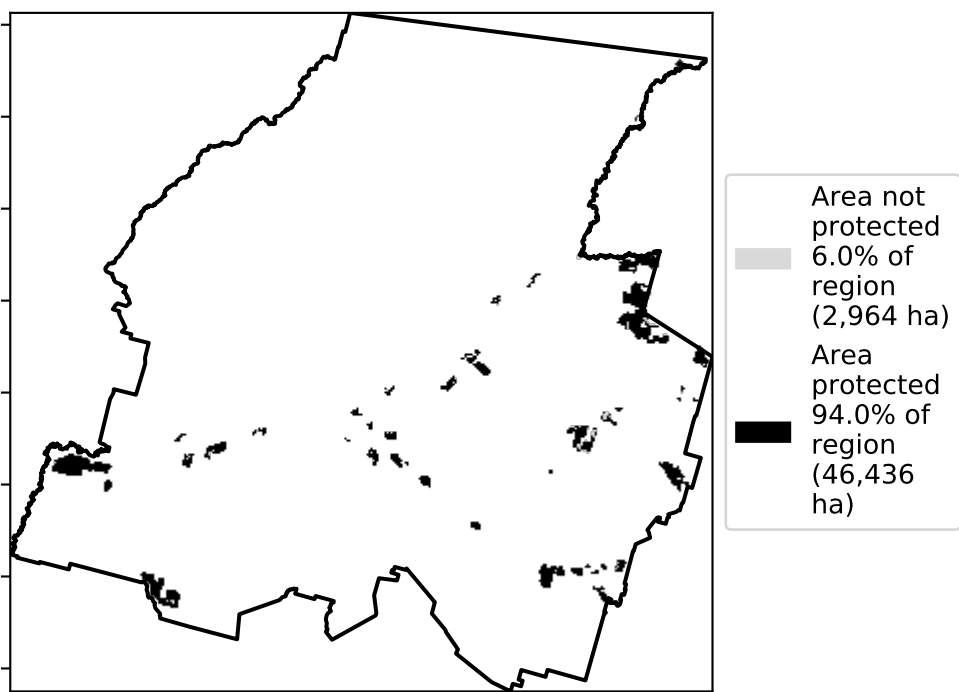 Area not
protected
6.0% of
region
(2,964 ha)
Area
protected
94.0% of
region
(46,436
ha)